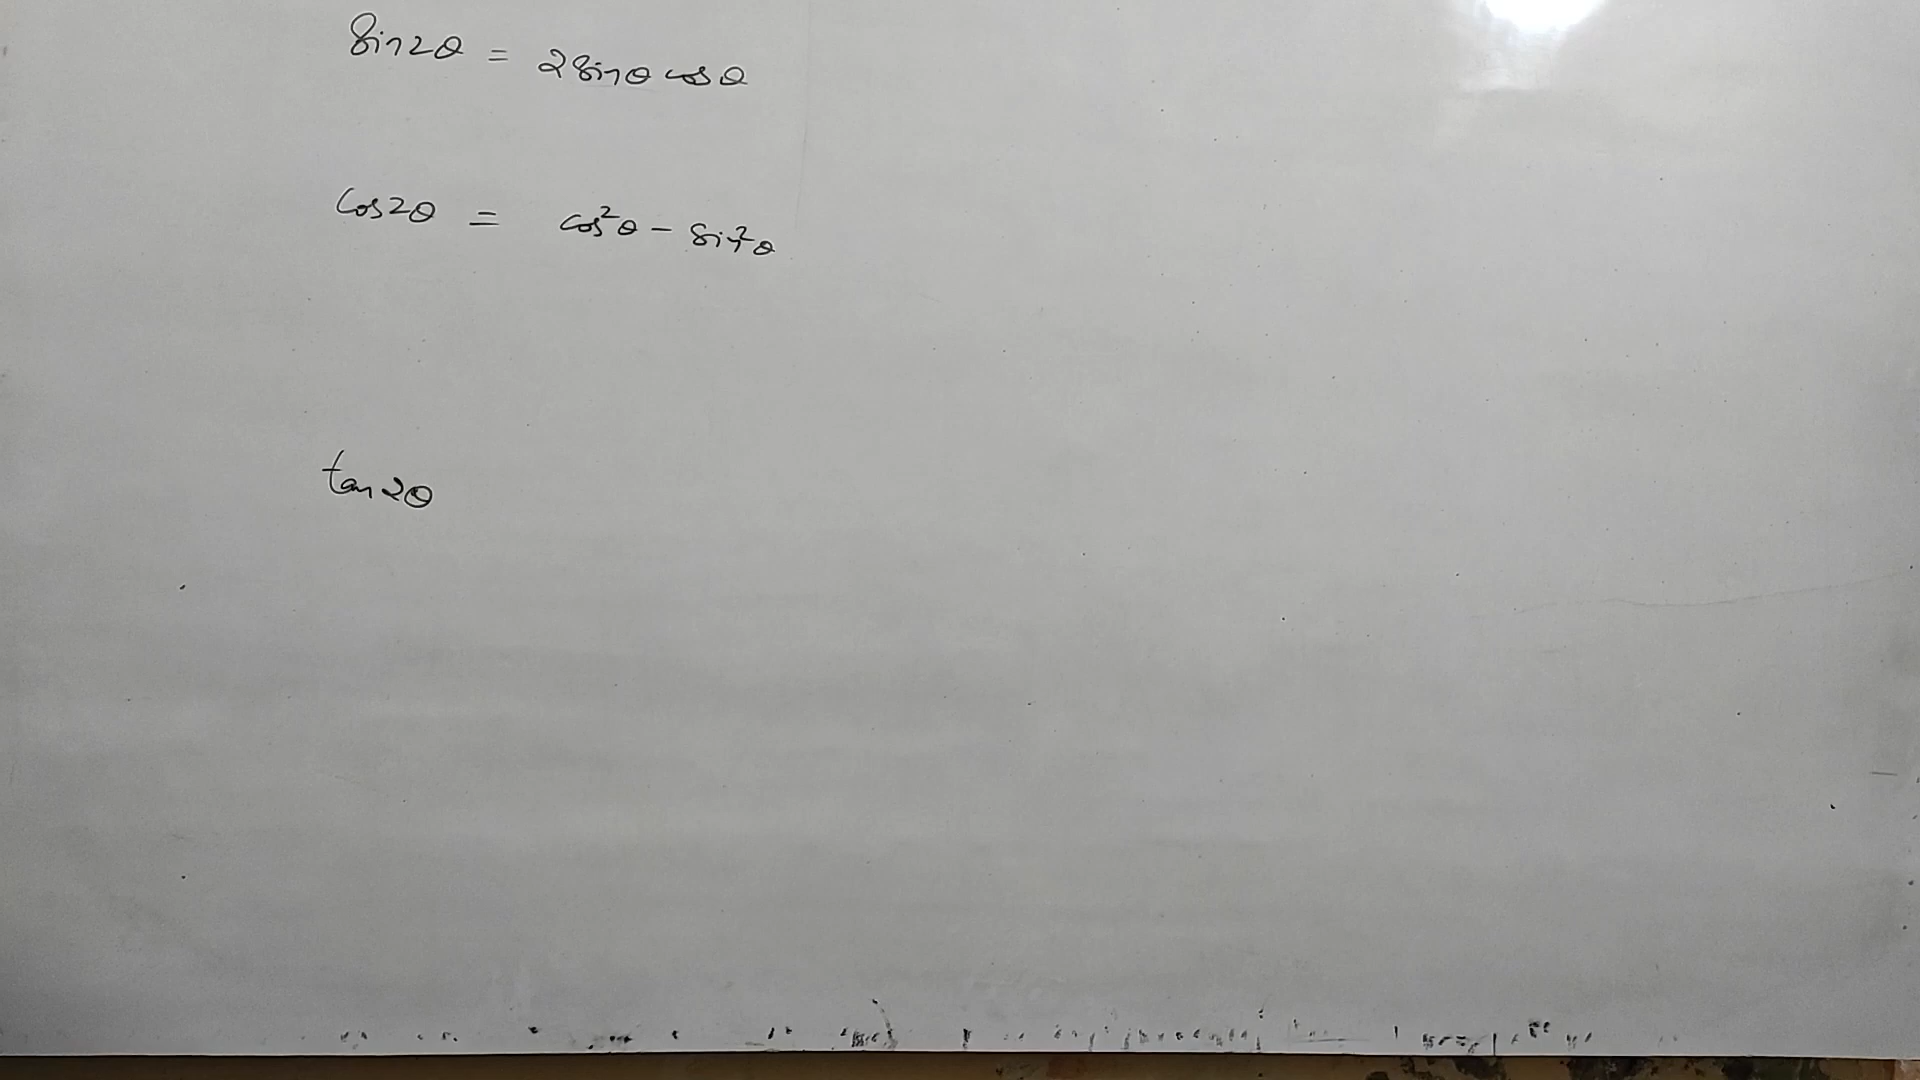 sin2θ = 2sinθ cosθ
cos2θ = cos²θ - sin²θ
tan2θ